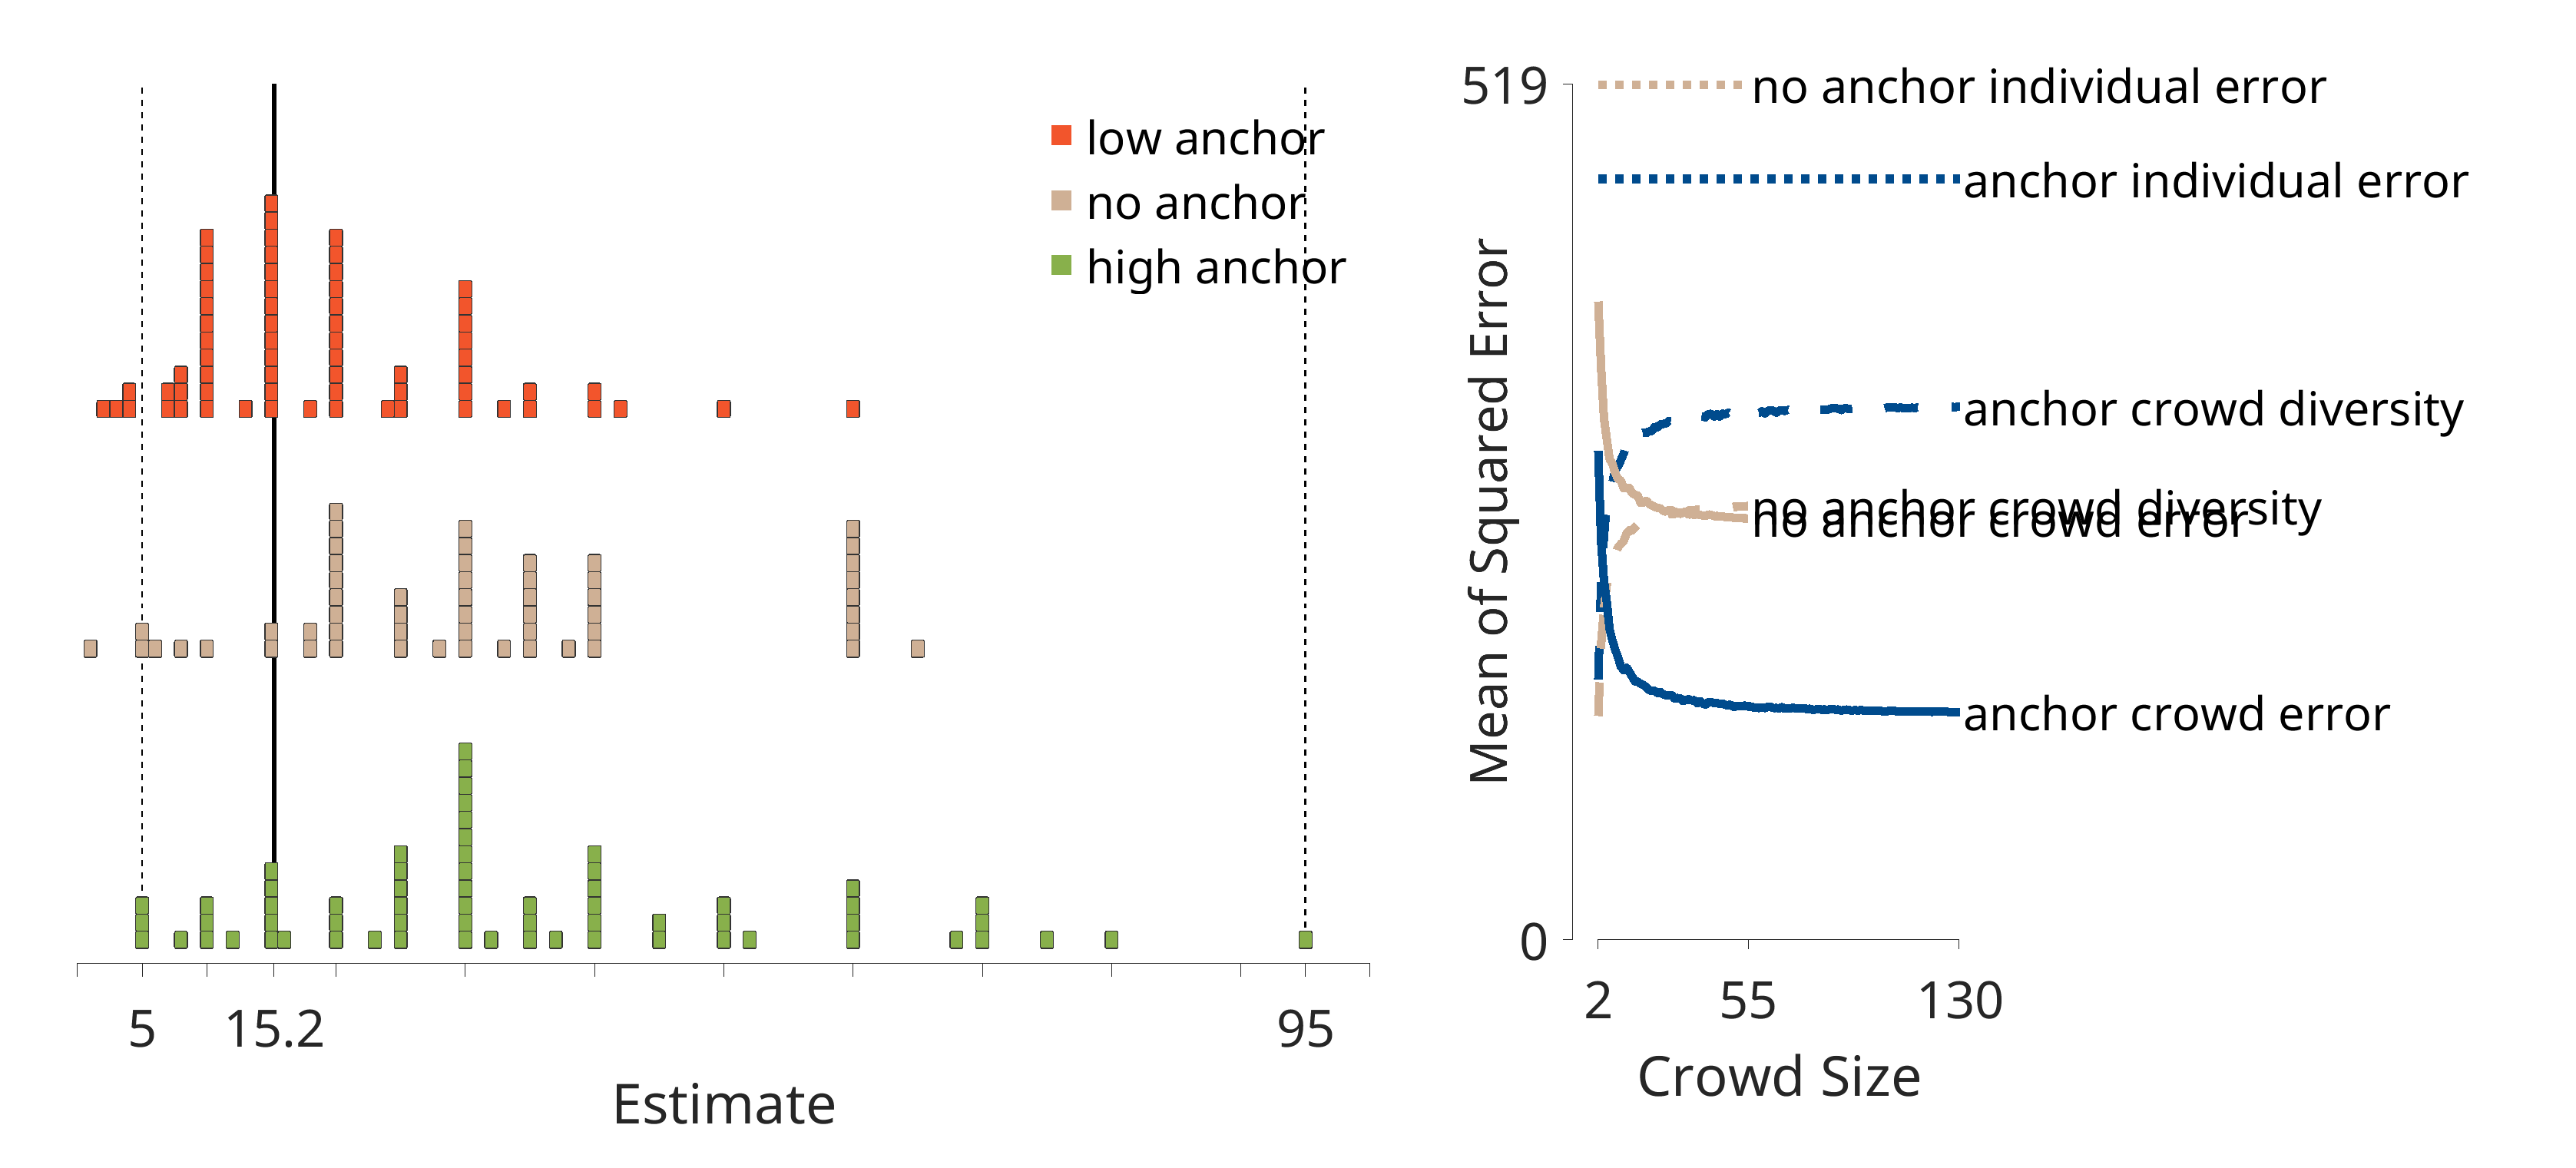 low anchor
no anchor
high anchor
5
15.2
95
Estimate
519
0
Mean of Squared Error
no anchor individual error
anchor individual error
anchor crowd diversity
no anchor crowd diversity
no anchor crowd error
anchor crowd error
2
55
130
Crowd Size